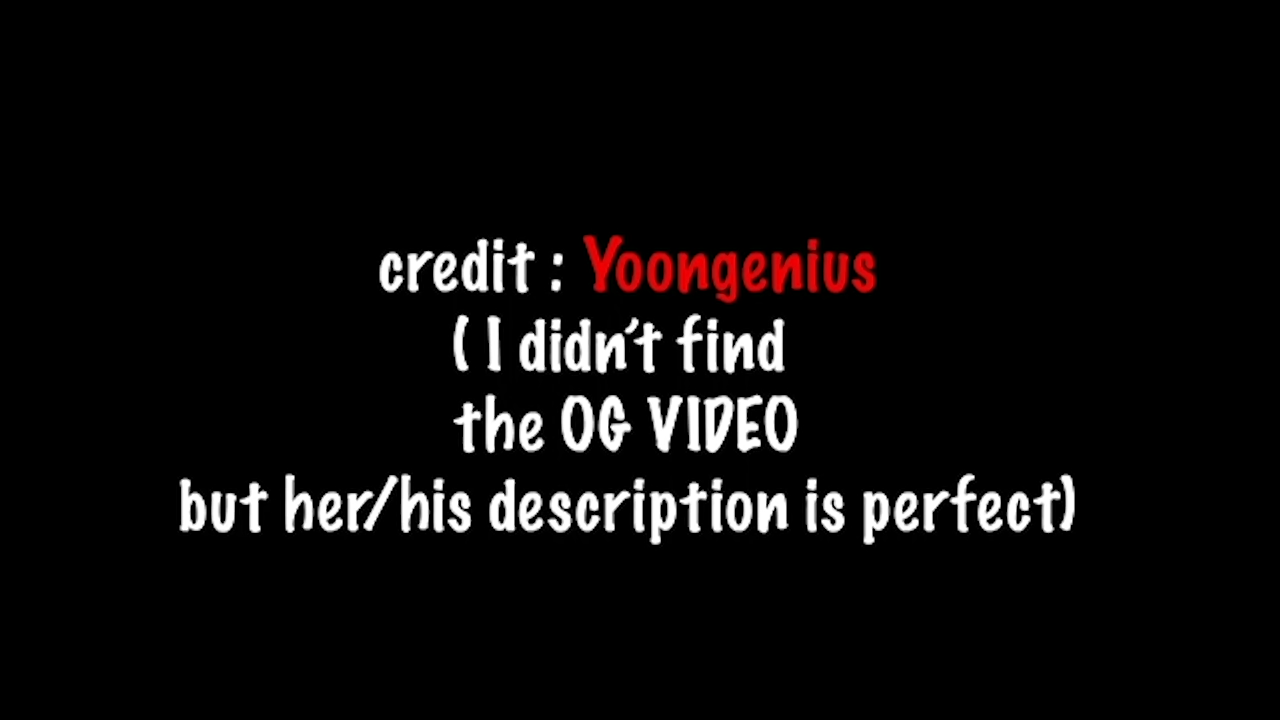 credit : Yoongenius
( I didn't find
the OG VIDEO
but her/his description is perfect)